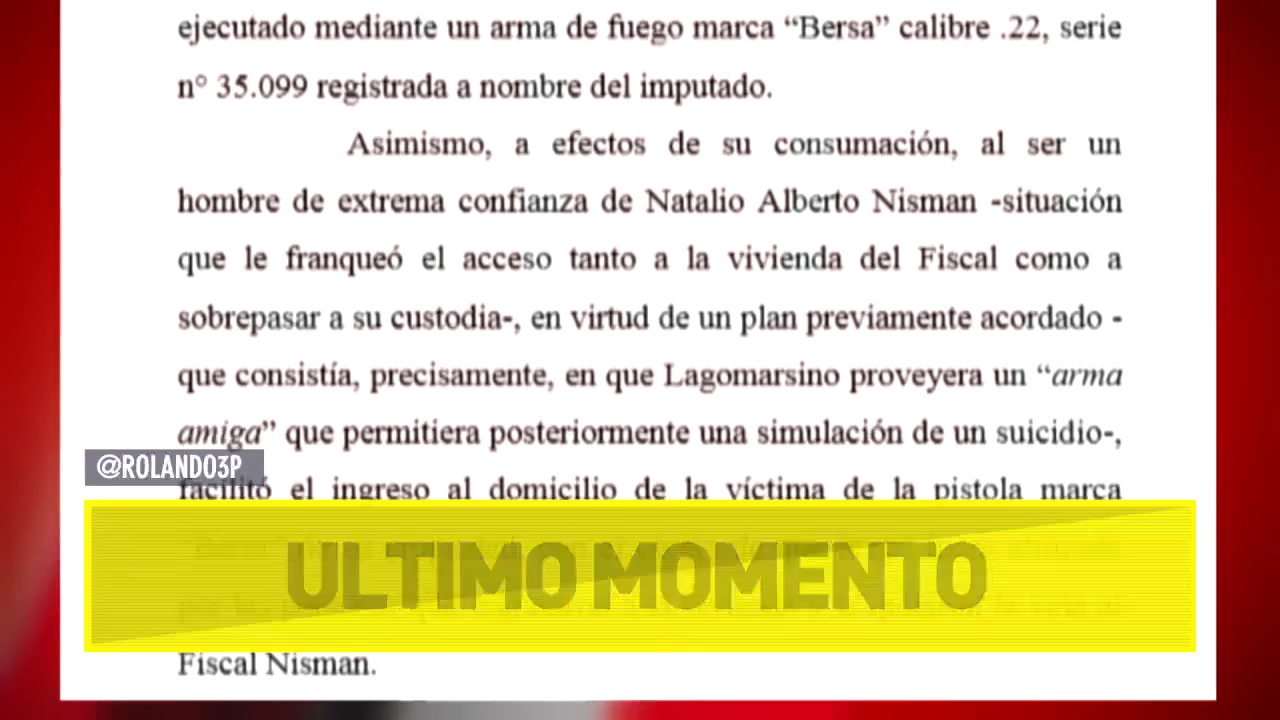 ejecutado mediante un arma de fuego marca “Bersa” calibre .22, serie
n° 35.099 registrada a nombre del imputado.
Asimismo, a efectos de su consumación, al ser un
hombre de extrema confianza de Natalio Alberto Nisman -situación
que le franqueó el acceso tanto a la vivienda del Fiscal como a
sobrepasar a su custodia-, en virtud de un plan previamente acordado -
que consistía, precisamente, en que Lagomarsino proveyera un “arma
amiga” que permitiera posteriormente una simulación de un suicidio-,
@ROLANDO3P
facilitó el ingreso al domicilio de la víctima de la pistola marca
ULTIMO MOMENTO
Fiscal Nisman.